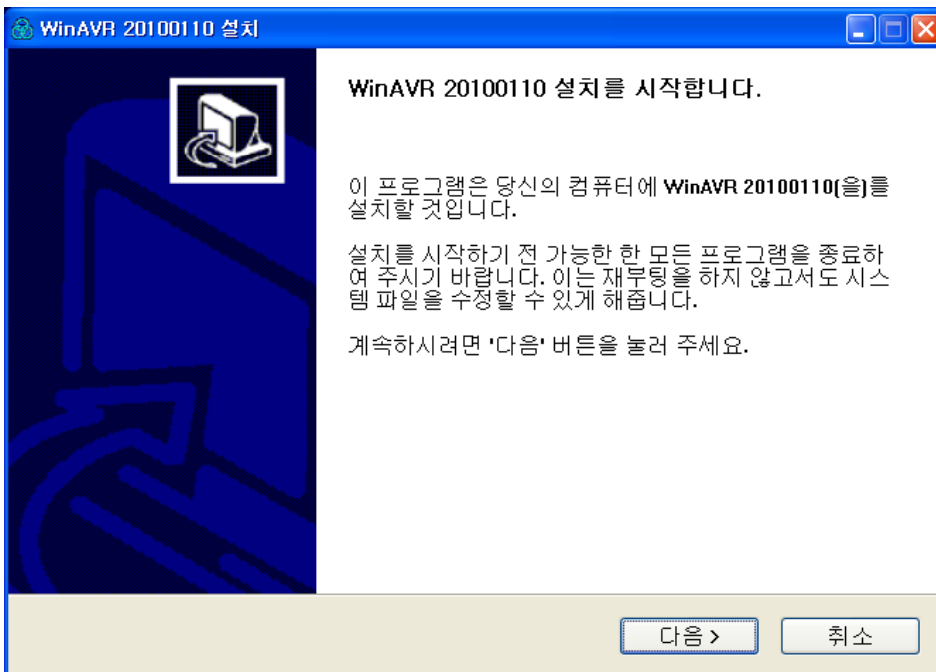 WinAVR 20100110 설치
WinAVR 20100110 설치를 시작합니다.
이 프로그램은 당신의 컴퓨터에 WinAVR 20100110(을)를
설치할 것입니다.
설치를 시작하기 전 가능한 한 모든 프로그램을 종료하
여 주시기 바랍니다. 이는 재부팅을 하지 않고서도 시스
템 파일을 수정할 수 있게 해줍니다.
계속하시려면 '다음' 버튼을 눌러 주세요.
다음 >
취소